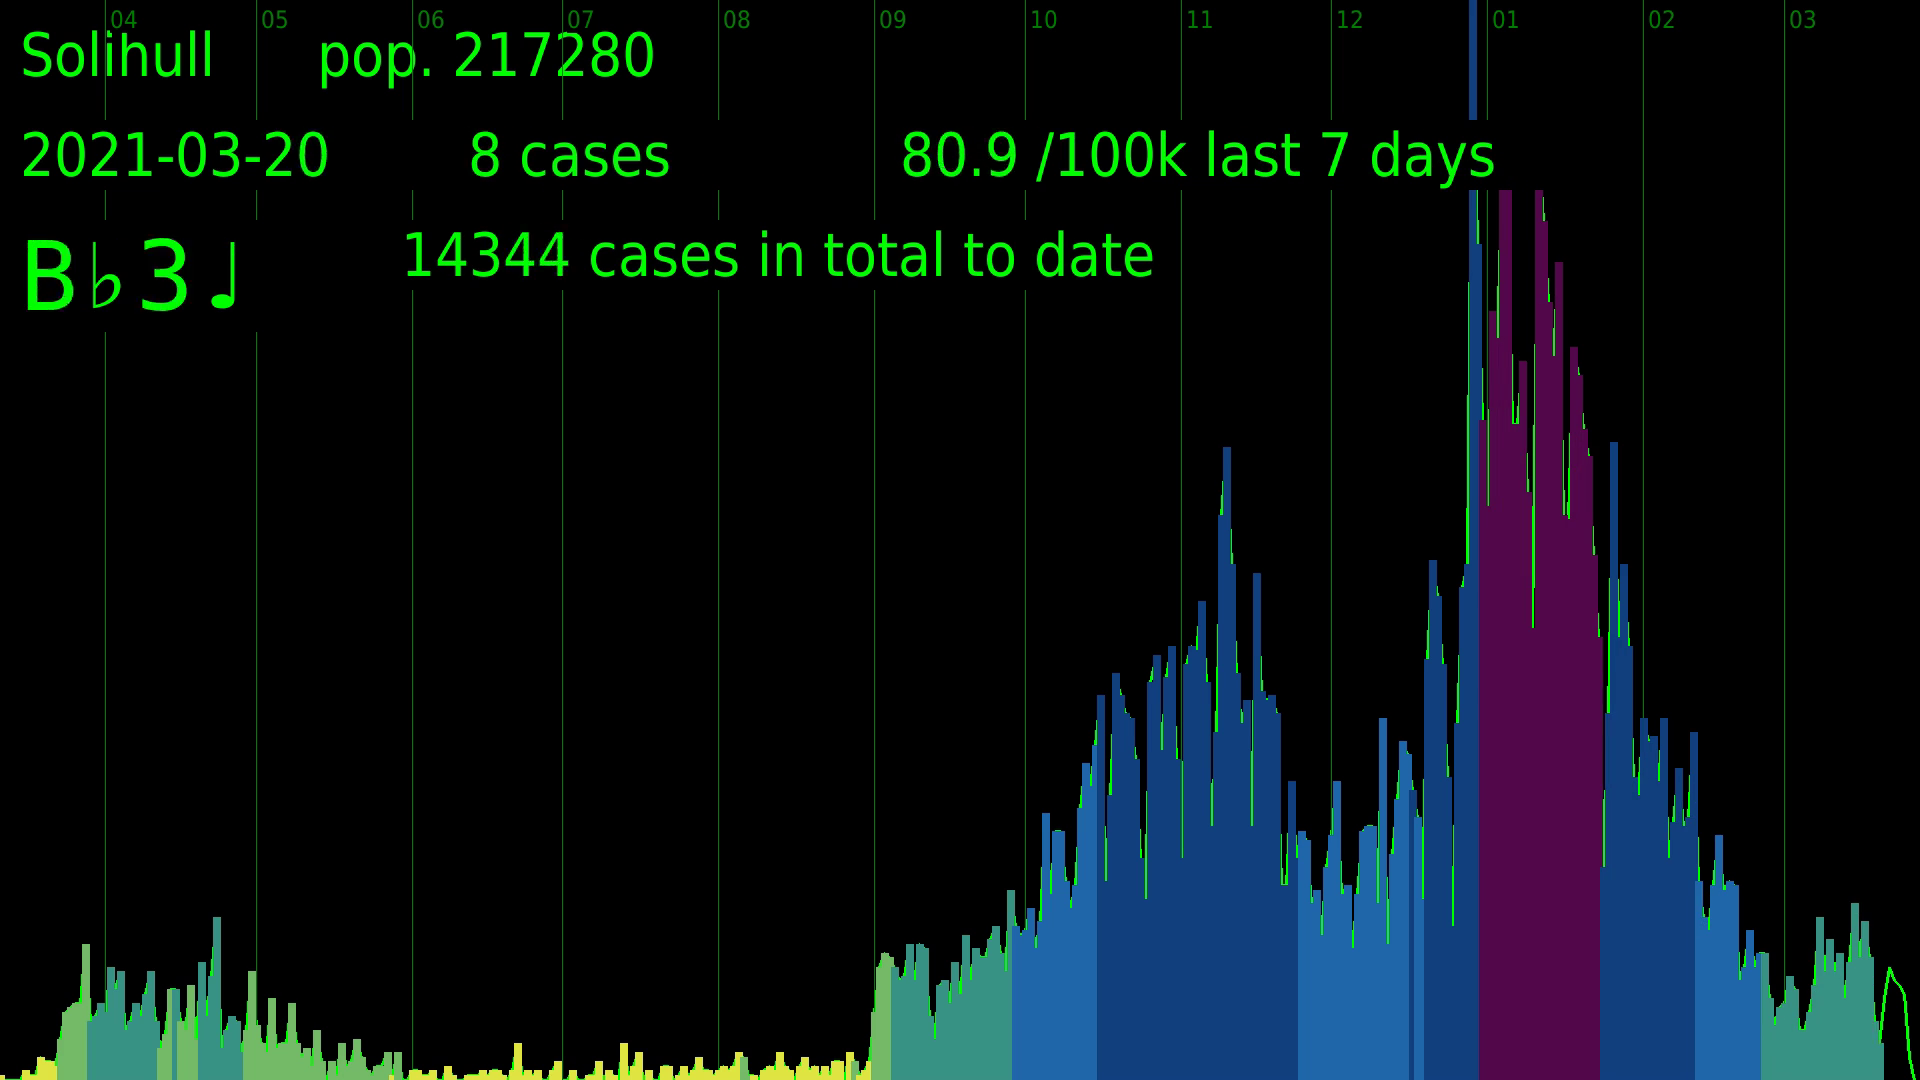 04 05 06 07 08 09 10 11 12 01 02 03
Solihull pop. 217280
2021-03-20 8 cases 80.9 /100k last 7 days
B♭3♩ 14344 cases in total to date